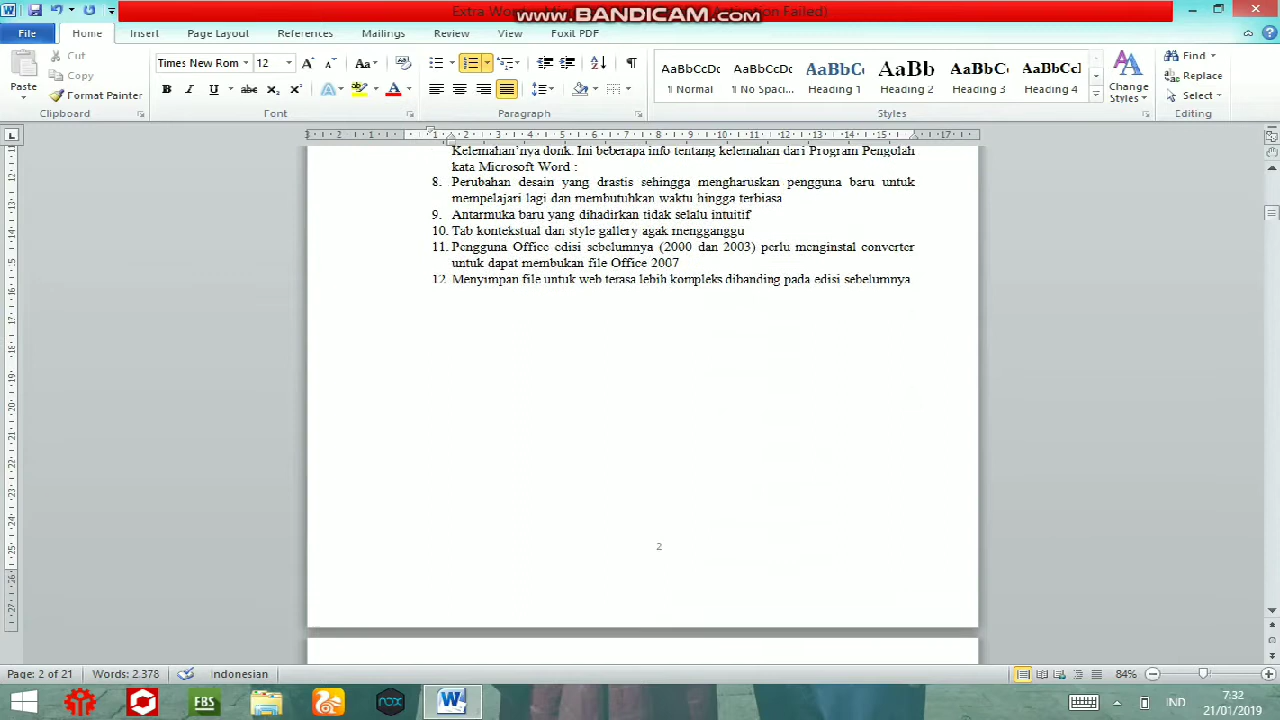 www.BANDICAM.com
Activation Failed)
File Home Insert Page Layout References Mailings Review View Foxit PDF
Paste
Cut
Copy
Format Painter
Clipboard
Times New Rom 12
Font
Paragraph
AaBbCcDc AaBbCcDc AaBbC AaBb AaBbC AaBbCcI
1 Normal 1 No Spaci... Heading 1 Heading 2 Heading 3 Heading 4
Change Styles
Styles
Find
Replace
Select
Editing
Kelemahan'nya donk. Ini beberapa info tentang kelemahan dari Program Pengolah
kata Microsoft Word :
8. Perubahan desain yang drastis sehingga mengharuskan pengguna baru untuk
mempelajari lagi dan membutuhkan waktu hingga terbiasa
9. Antarmuka baru yang dihadirkan tidak selalu intuitif
10. Tab kontekstual dan style gallery agak mengganggu
11. Pengguna Office edisi sebelumnya (2000 dan 2003) perlu menginstal converter
untuk dapat membukan file Office 2007
12. Menyimpan file untuk web terasa lebih kompleks dibanding pada edisi sebelumnya
2
Page: 2 of 21 Words: 2.378 Indonesian 84%
FBS nox IND
7:32
21/01/2019